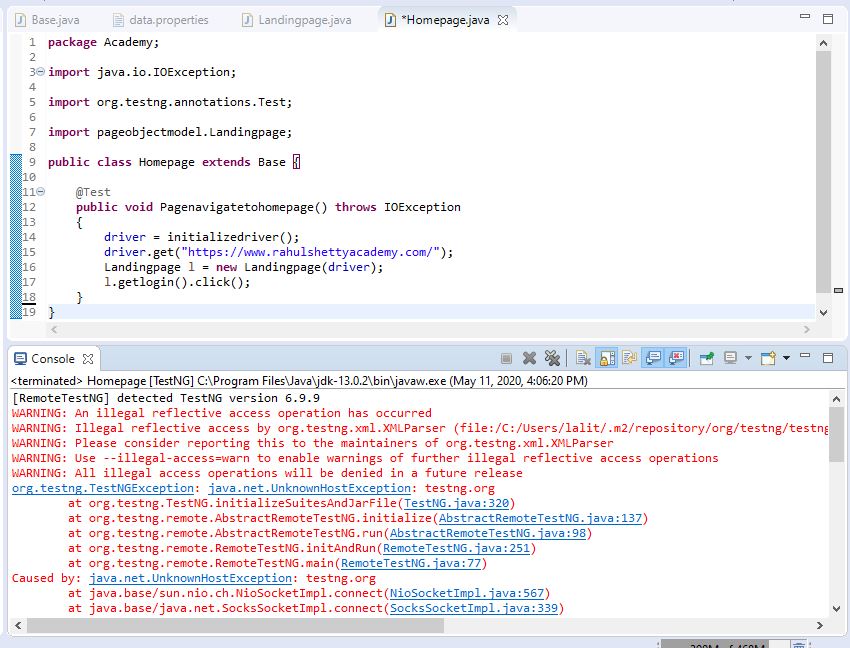 Base.java data.properties Landingpage.java *Homepage.java
1 package Academy;
2
3 import java.io.IOException;
4
5 import org.testng.annotations.Test;
6
7 import pageobjectmodel.Landingpage;
8
9 public class Homepage extends Base {
10
11 @Test
12 public void Pagenavigatetohomepage() throws IOException
13 {
14 driver = initializedriver();
15 driver.get("https://www.rahulshettyacademy.com/");
16 Landingpage l = new Landingpage(driver);
17 l.getlogin().click();
18 }
19 }
Console
<terminated> Homepage [TestNG] C:\Program Files\Java\jdk-13.0.2\bin\javaw.exe (May 11, 2020, 4:06:20 PM)
[RemoteTestNG] detected TestNG version 6.9.9
WARNING: An illegal reflective access operation has occurred
WARNING: Illegal reflective access by org.testng.xml.XMLParser (file:/C:/Users/lalit/.m2/repository/org/testng/testng
WARNING: Please consider reporting this to the maintainers of org.testng.xml.XMLParser
WARNING: Use --illegal-access=warn to enable warnings of further illegal reflective access operations
WARNING: All illegal access operations will be denied in a future release
org.testng.TestNGException: java.net.UnknownHostException: testng.org
at org.testng.TestNG.initializeSuitesAndJarFile(TestNG.java:320)
at org.testng.remote.AbstractRemoteTestNG.initialize(AbstractRemoteTestNG.java:137)
at org.testng.remote.AbstractRemoteTestNG.run(AbstractRemoteTestNG.java:98)
at org.testng.remote.RemoteTestNG.initAndRun(RemoteTestNG.java:251)
at org.testng.remote.RemoteTestNG.main(RemoteTestNG.java:77)
Caused by: java.net.UnknownHostException: testng.org
at java.base/sun.nio.ch.NioSocketImpl.connect(NioSocketImpl.java:567)
at java.base/java.net.SocksSocketImpl.connect(SocksSocketImpl.java:339)